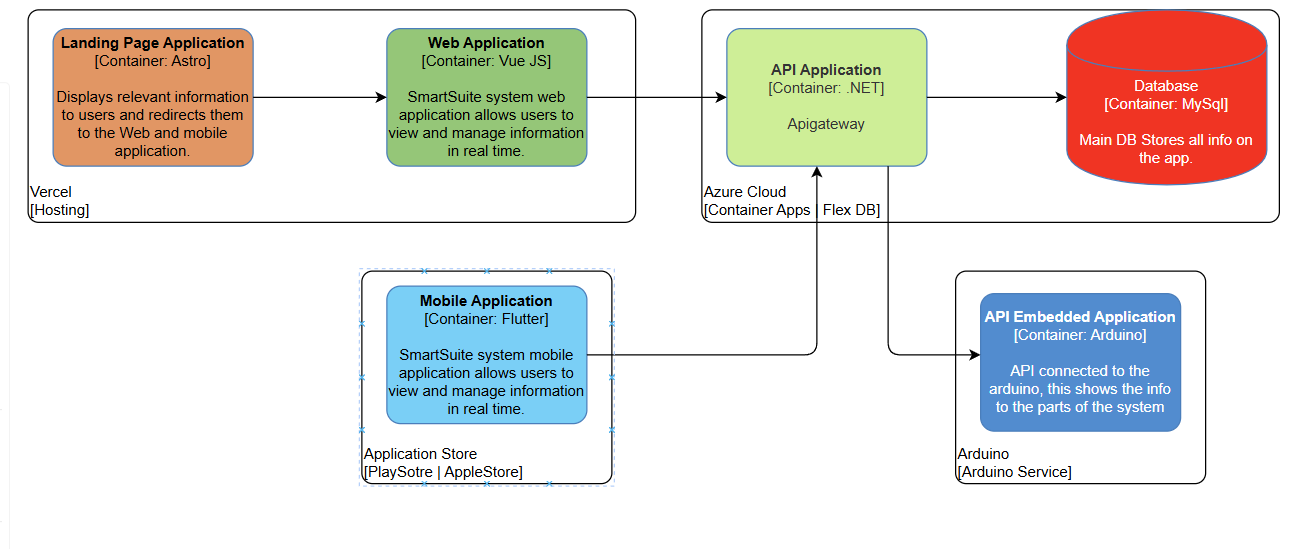 Landing Page Application
[Container: Astro]
Displays relevant information
to users and redirects them
to the Web and mobile
application.
Web Application
[Container: Vue JS]
SmartSuite system web
application allows users to
view and manage information
in real time.
Vercel
[Hosting]
API Application
[Container: .NET]
Apigateway
Database
[Container: MySql]
Main DB Stores all info on
the app.
Azure Cloud
[Container Apps | Flex DB]
Mobile Application
[Container: Flutter]
SmartSuite system mobile
application allows users to
view and manage information
in real time.
Application Store
[PlaySotre | AppleStore]
API Embedded Application
[Container: Arduino]
API connected to the
arduino, this shows the info
to the parts of the system
Arduino
[Arduino Service]